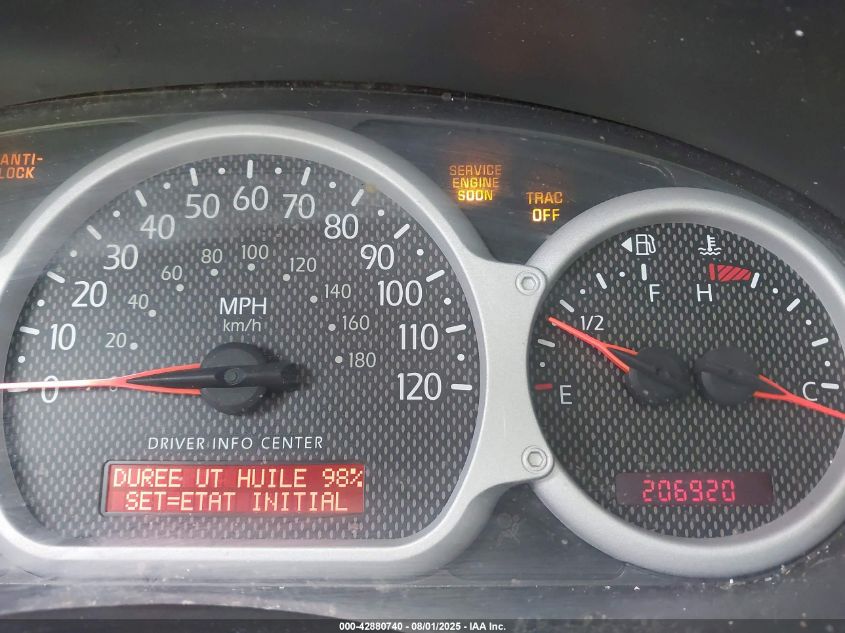 ANTI-
LOCK
SERVICE
ENGINE
SOON
TRAC
OFF
0
10
20
30
40
50
60
70
80
90
100
110
120
20
40
60
80
100
120
140
160
180
MPH
km/h
DRIVER INFO CENTER
DUREE UT HUILE 98%
SET=ETAT INITIAL
F
1/2
E
H
C
206920
000-42880740 - 08/01/2025 - IAA Inc.